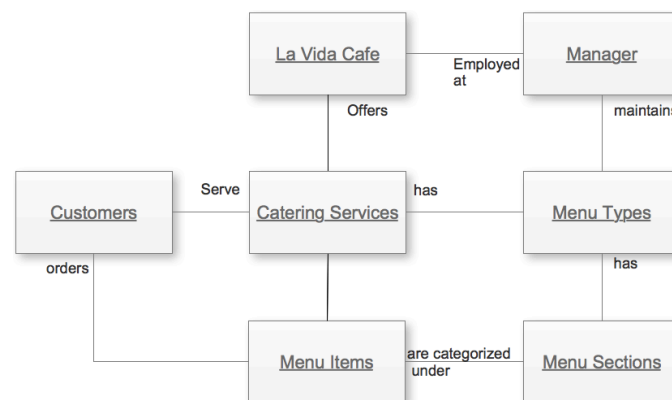 La Vida Cafe
Manager
Employed
at
Offers
maintains
Serve
has
Customers
Catering Services
Menu Types
orders
has
Menu Items
are categorized
under
Menu Sections